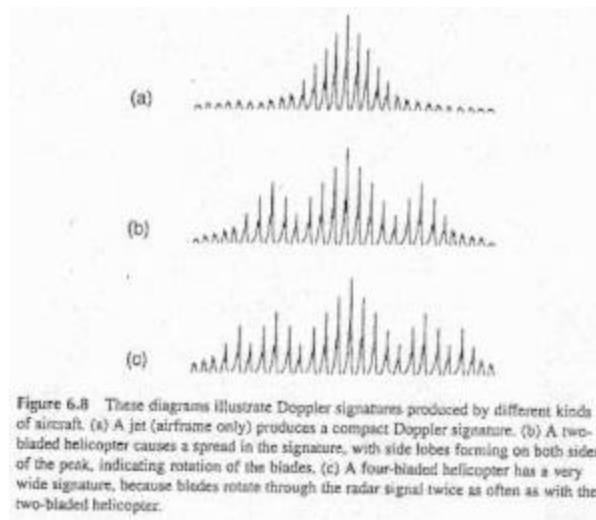 (a)
(b)
(c)
Figure 6.8 These diagrams illustrate Doppler signatures produced by different kinds
of aircraft. (a) A jet (airframe only) produces a compact Doppler signature. (b) A two-
bladed helicopter causes a spread in the signature, with side lobes forming on both sides
of the peak, indicating rotation of the blades. (c) A four-bladed helicopter has a very
wide signature, because blades rotate through the radar signal twice as often as with the
two-bladed helicopter.